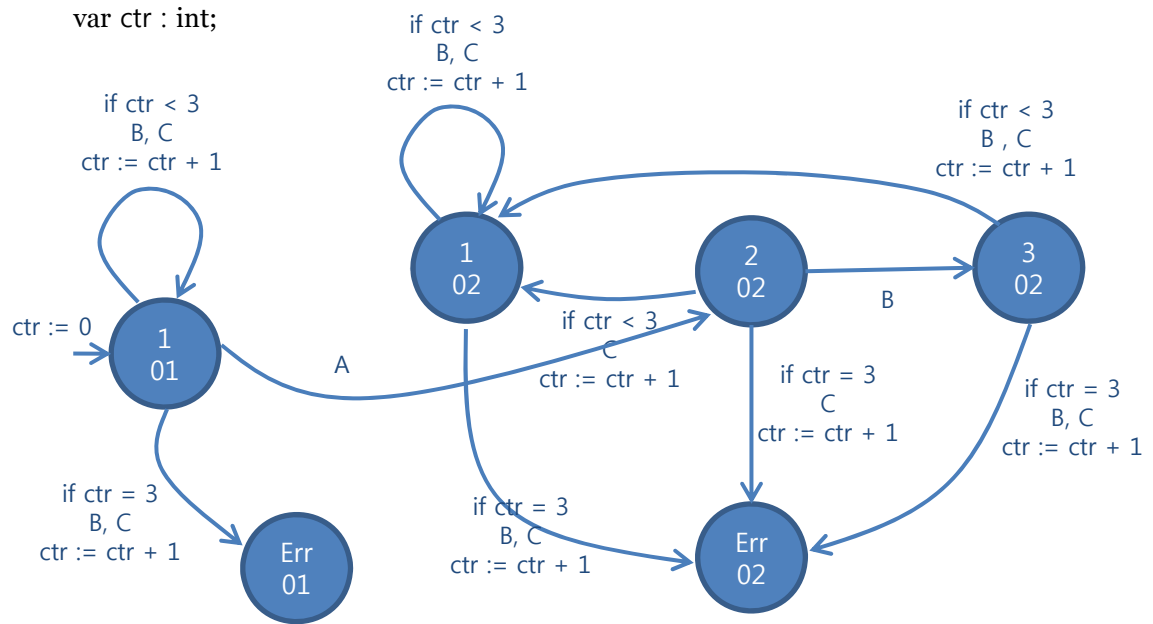 var ctr : int;
if ctr < 3
B, C
ctr := ctr + 1
if ctr < 3
B, C
ctr := ctr + 1
if ctr < 3
B , C
ctr := ctr + 1
1
02
2
02
3
02
ctr := 0
1
01
A
if ctr < 3
C
ctr := ctr + 1
B
if ctr = 3
C
ctr := ctr + 1
if ctr = 3
B, C
ctr := ctr + 1
if ctr = 3
B, C
ctr := ctr + 1
Err
01
if ctr = 3
B, C
ctr := ctr + 1
Err
02